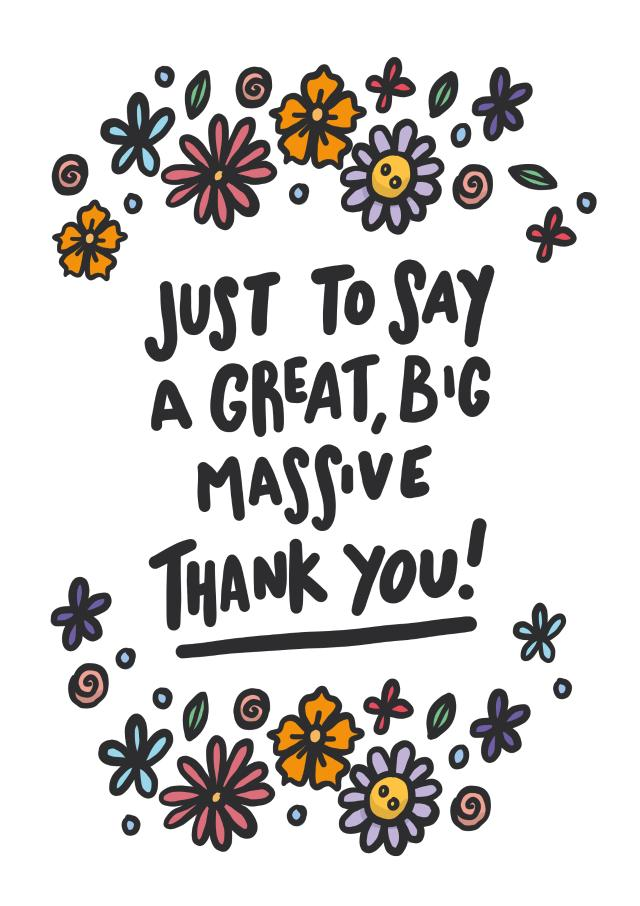 JUST TO SAY
A GREAT, BIG
MASSIVE
THANK YOU!